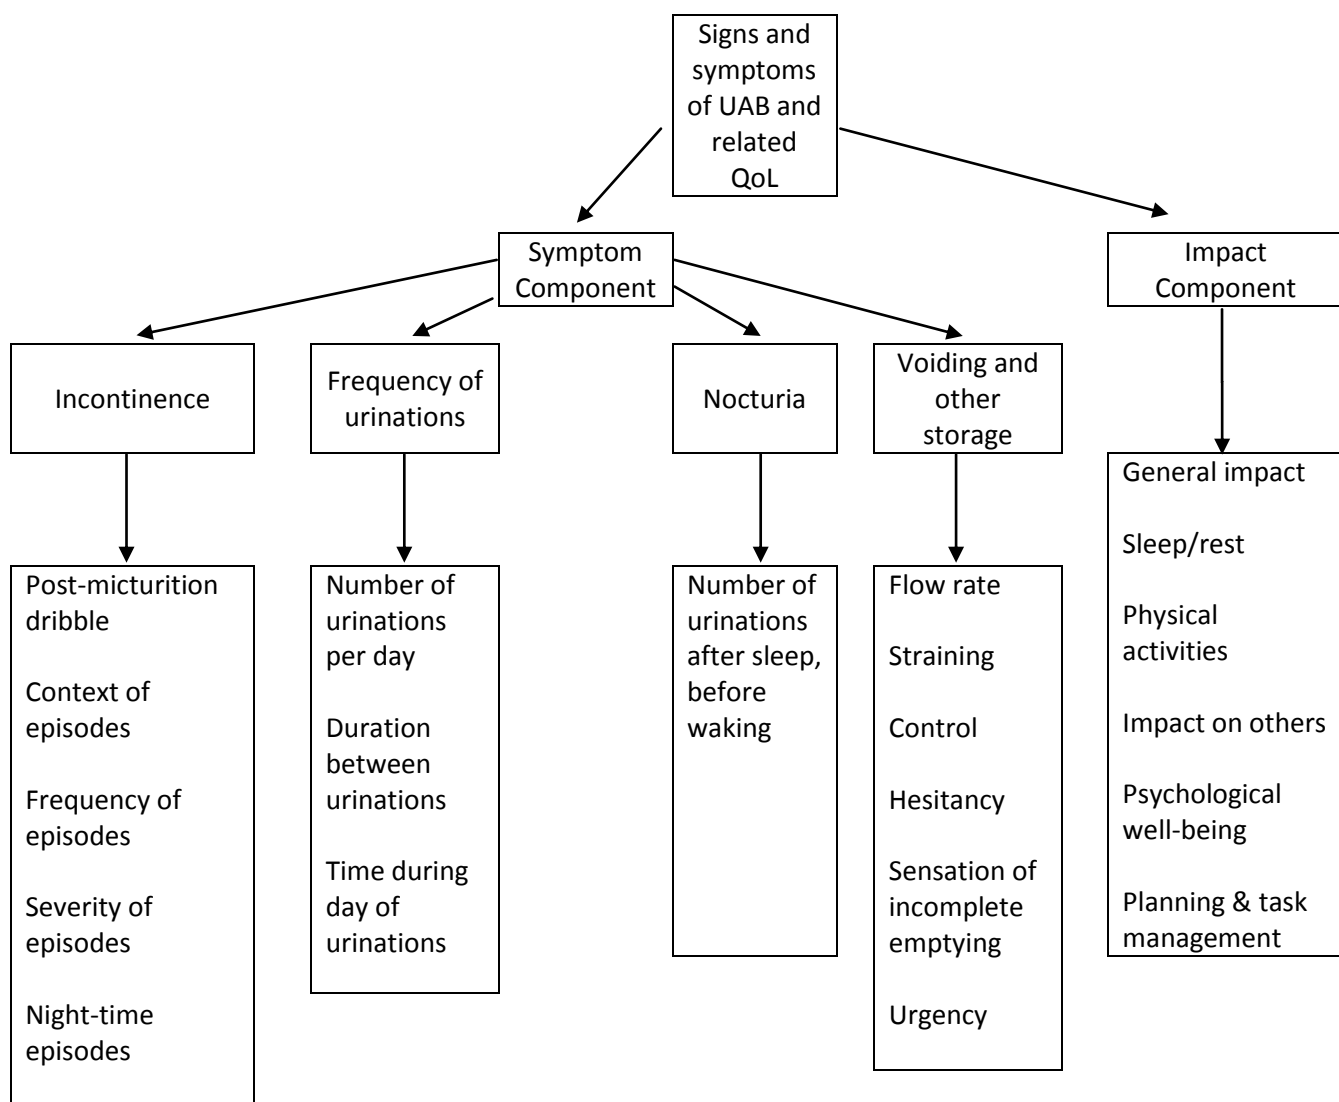 Signs and
symptoms
of UAB and
related
QoL
Symptom
Component
Impact
Component
Incontinence
Frequency of
urinations
Nocturia
Voiding and
other
storage
Post-micturition
dribble
Context of
episodes
Frequency of
episodes
Severity of
episodes
Night-time
episodes
Number of
urinations
per day
Duration
between
urinations
Time during
day of
urinations
Number of
urinations
after sleep,
before
waking
Flow rate
Straining
Control
Hesitancy
Sensation of
incomplete
emptying
Urgency
General impact
Sleep/rest
Physical
activities
Impact on others
Psychological
well-being
Planning & task
management